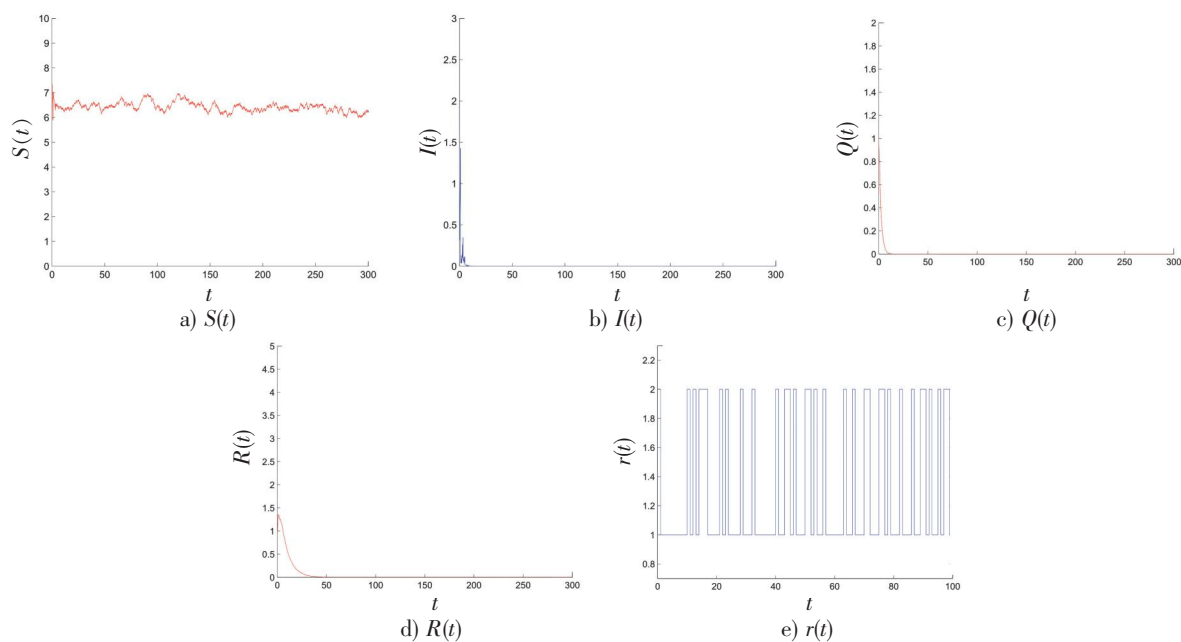 10
9
8
7
6
5
4
3
2
1
0
S(t)
0 50 100 150 200 250 300
t
a) S(t)
3
2.5
2
1.5
1
0.5
0
I(t)
0 50 100 150 200 250 300
t
b) I(t)
2
1.8
1.6
1.4
1.2
1
0.8
0.6
0.4
0.2
0
Q(t)
0 50 100 150 200 250 300
t
c) Q(t)
5
4.5
4
3.5
3
2.5
2
1.5
1
0.5
0
R(t)
0 50 100 150 200 250 300
t
d) R(t)
2.2
2
1.8
1.6
1.4
1.2
1
0.8
r(t)
0 20 40 60 80 100
t
e) r(t)